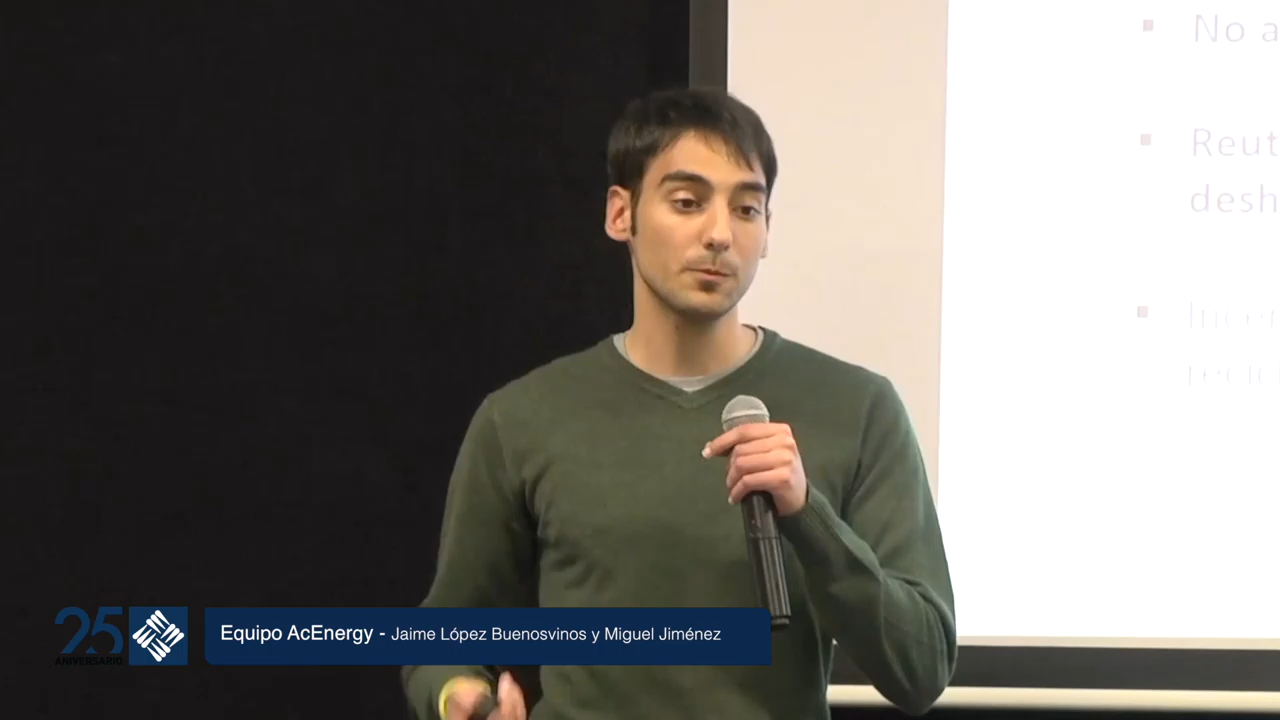 No a
Reut
desh
25
ANIVERSARIO
Equipo AcEnergy - Jaime López Buenosvinos y Miguel Jiménez